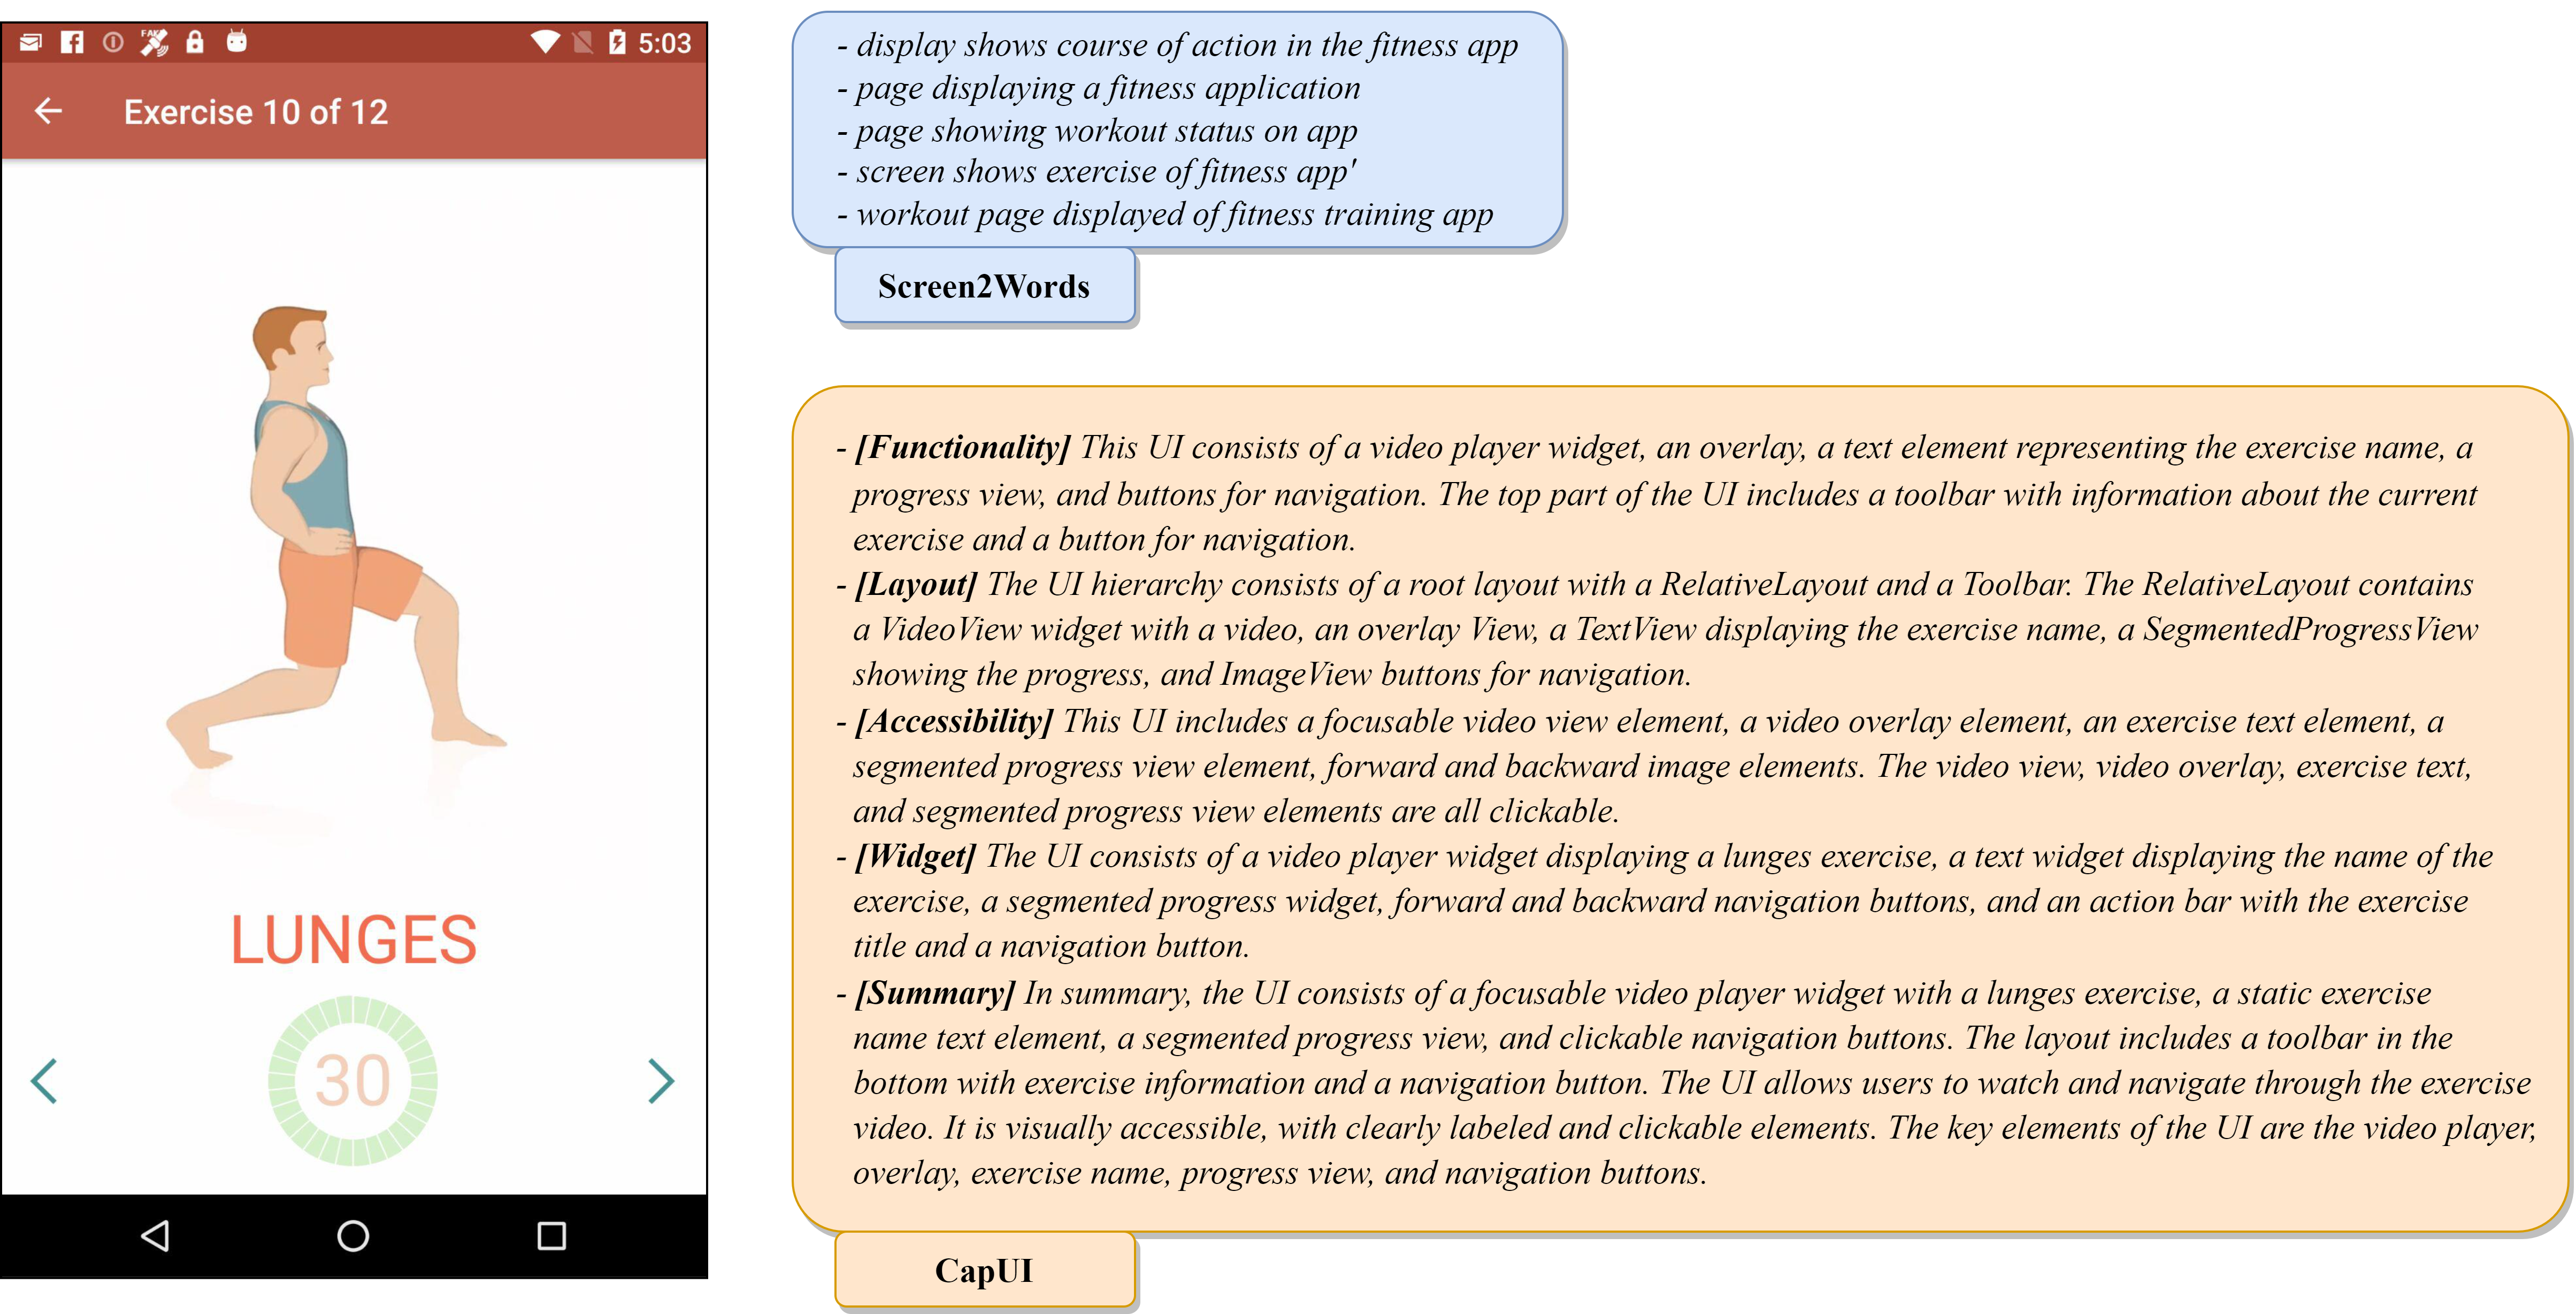 FAKE
5:03
Exercise 10 of 12
LUNGES
30
- display shows course of action in the fitness app
- page displaying a fitness application
- page showing workout status on app
- screen shows exercise of fitness app'
- workout page displayed of fitness training app
Screen2Words
- [Functionality] This UI consists of a video player widget, an overlay, a text element representing the exercise name, a
progress view, and buttons for navigation. The top part of the UI includes a toolbar with information about the current
exercise and a button for navigation.
- [Layout] The UI hierarchy consists of a root layout with a RelativeLayout and a Toolbar. The RelativeLayout contains
a VideoView widget with a video, an overlay View, a TextView displaying the exercise name, a SegmentedProgressView
showing the progress, and ImageView buttons for navigation.
- [Accessibility] This UI includes a focusable video view element, a video overlay element, an exercise text element, a
segmented progress view element, forward and backward image elements. The video view, video overlay, exercise text,
and segmented progress view elements are all clickable.
- [Widget] The UI consists of a video player widget displaying a lunges exercise, a text widget displaying the name of the
exercise, a segmented progress widget, forward and backward navigation buttons, and an action bar with the exercise
title and a navigation button.
- [Summary] In summary, the UI consists of a focusable video player widget with a lunges exercise, a static exercise
name text element, a segmented progress view, and clickable navigation buttons. The layout includes a toolbar in the
bottom with exercise information and a navigation button. The UI allows users to watch and navigate through the exercise
video. It is visually accessible, with clearly labeled and clickable elements. The key elements of the UI are the video player,
overlay, exercise name, progress view, and navigation buttons.
CapUI